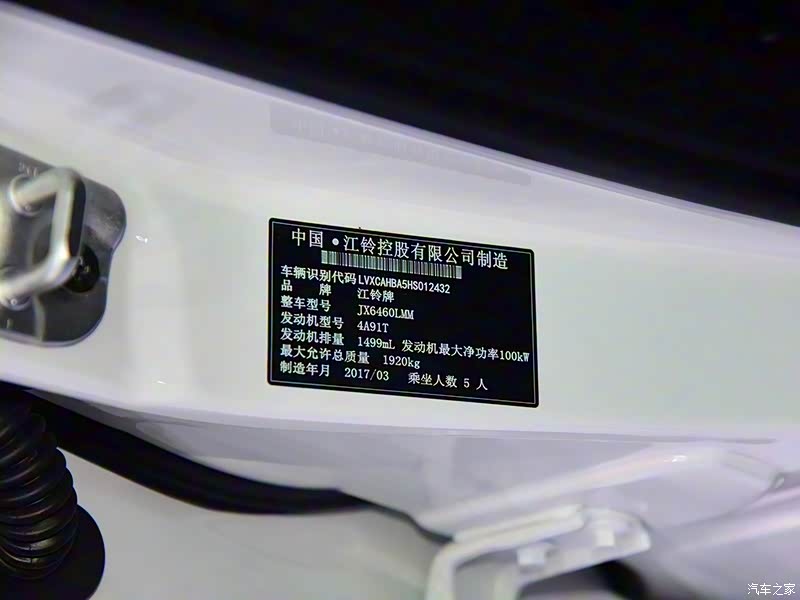 中国·江铃控股有限公司制造
车辆识别代码 LVXCAHBA5HS012432
品 牌 江铃牌
整车型号 JX6460LMM
发动机型号 4A91T
发动机排量 1499mL 发动机最大净功率100kW
最大允许总质量 1920kg
制造年月 2017/03 乘坐人数 5 人
汽车之家